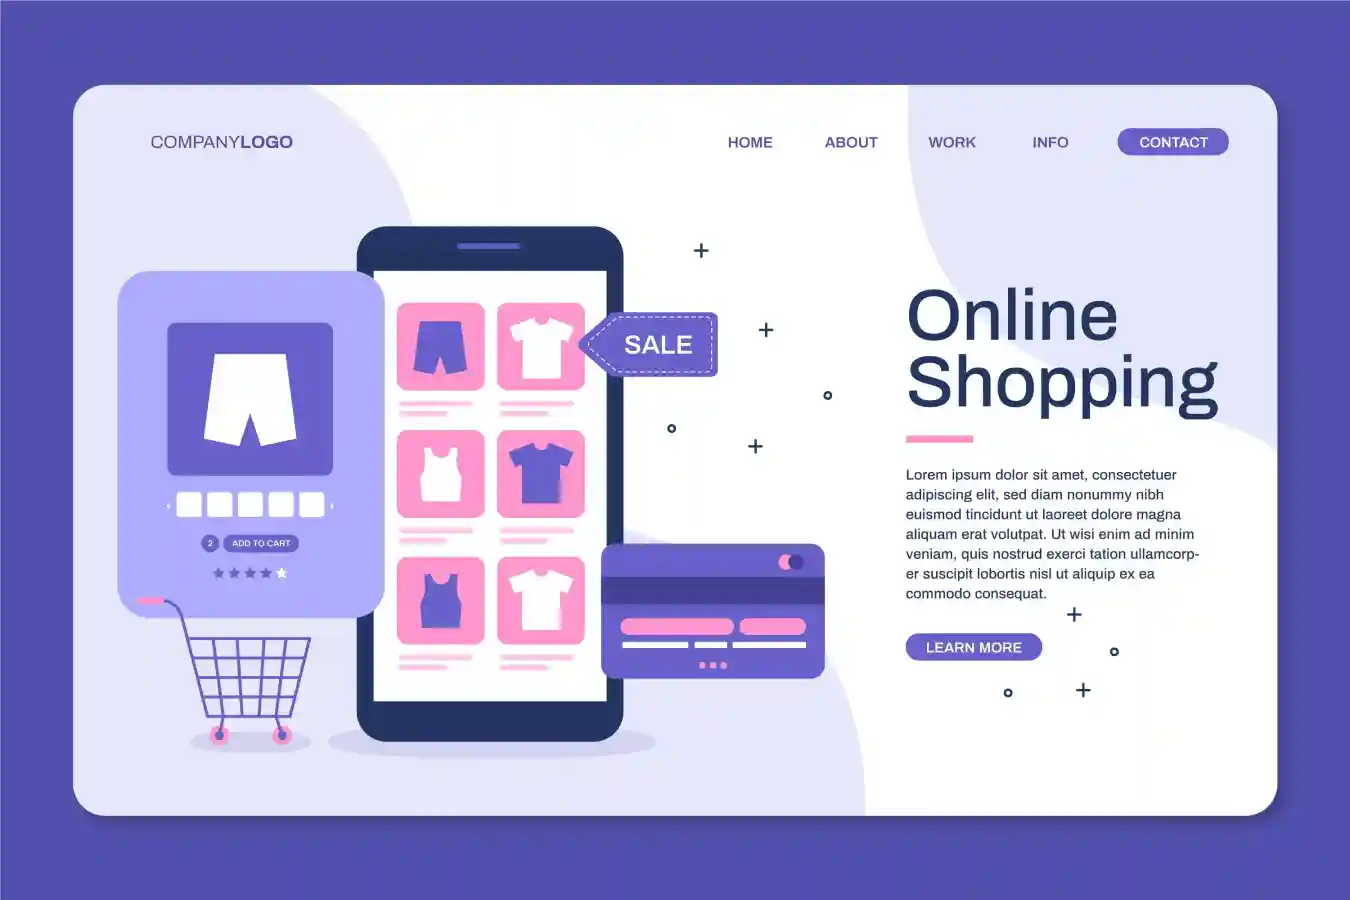 COMPANYLOGO
HOME
ABOUT
WORK
INFO
CONTACT
SALE
2
ADD TO CART
Online
Shopping
Lorem ipsum dolor sit amet, consectetuer
adipiscing elit, sed diam nonummy nibh
euismod tincidunt ut laoreet dolore magna
aliquam erat volutpat. Ut wisi enim ad minim
veniam, quis nostrud exerci tation ullamcorp-
er suscipit lobortis nisl ut aliquip ex ea
commodo consequat.
LEARN MORE